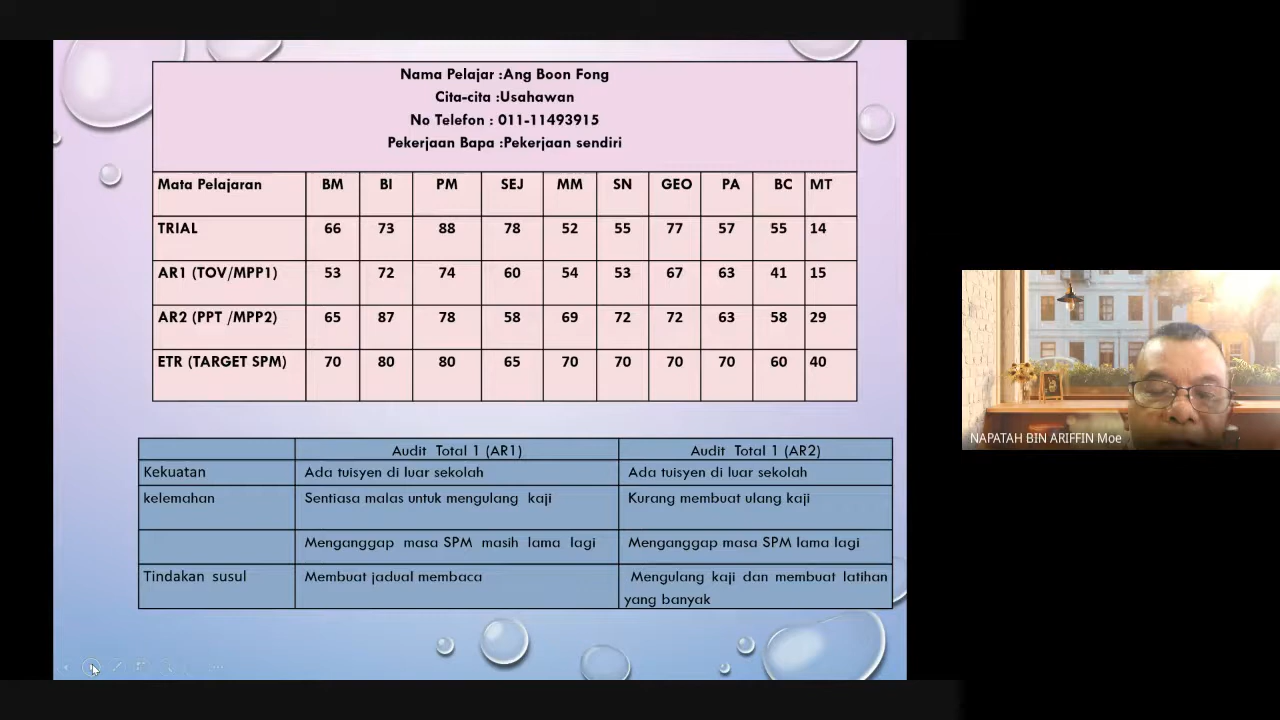 Nama Pelajar :Ang Boon Fong
Cita-cita :Usahawan
No Telefon : 011-11493915
Pekerjaan Bapa :Pekerjaan sendiri
Mata Pelajaran BM BI PM SEJ MM SN GEO PA BC MT
TRIAL 66 73 88 78 52 55 77 57 55 14
AR1 (TOV/MPP1) 53 72 74 60 54 53 67 63 41 15
AR2 (PPT /MPP2) 65 87 78 58 69 72 72 63 58 29
ETR (TARGET SPM) 70 80 80 65 70 70 70 70 60 40
Audit Total 1 (AR1) Audit Total 1 (AR2)
Kekuatan Ada tuisyen di luar sekolah Ada tuisyen di luar sekolah
kelemahan Sentiasa malas untuk mengulang kaji Kurang membuat ulang kaji
Menganggap masa SPM masih lama lagi Menganggap masa SPM lama lagi
Tindakan susul Membuat jadual membaca Mengulang kaji dan membuat latihan
yang banyak
NAPATAH BIN ARIFFIN Moe